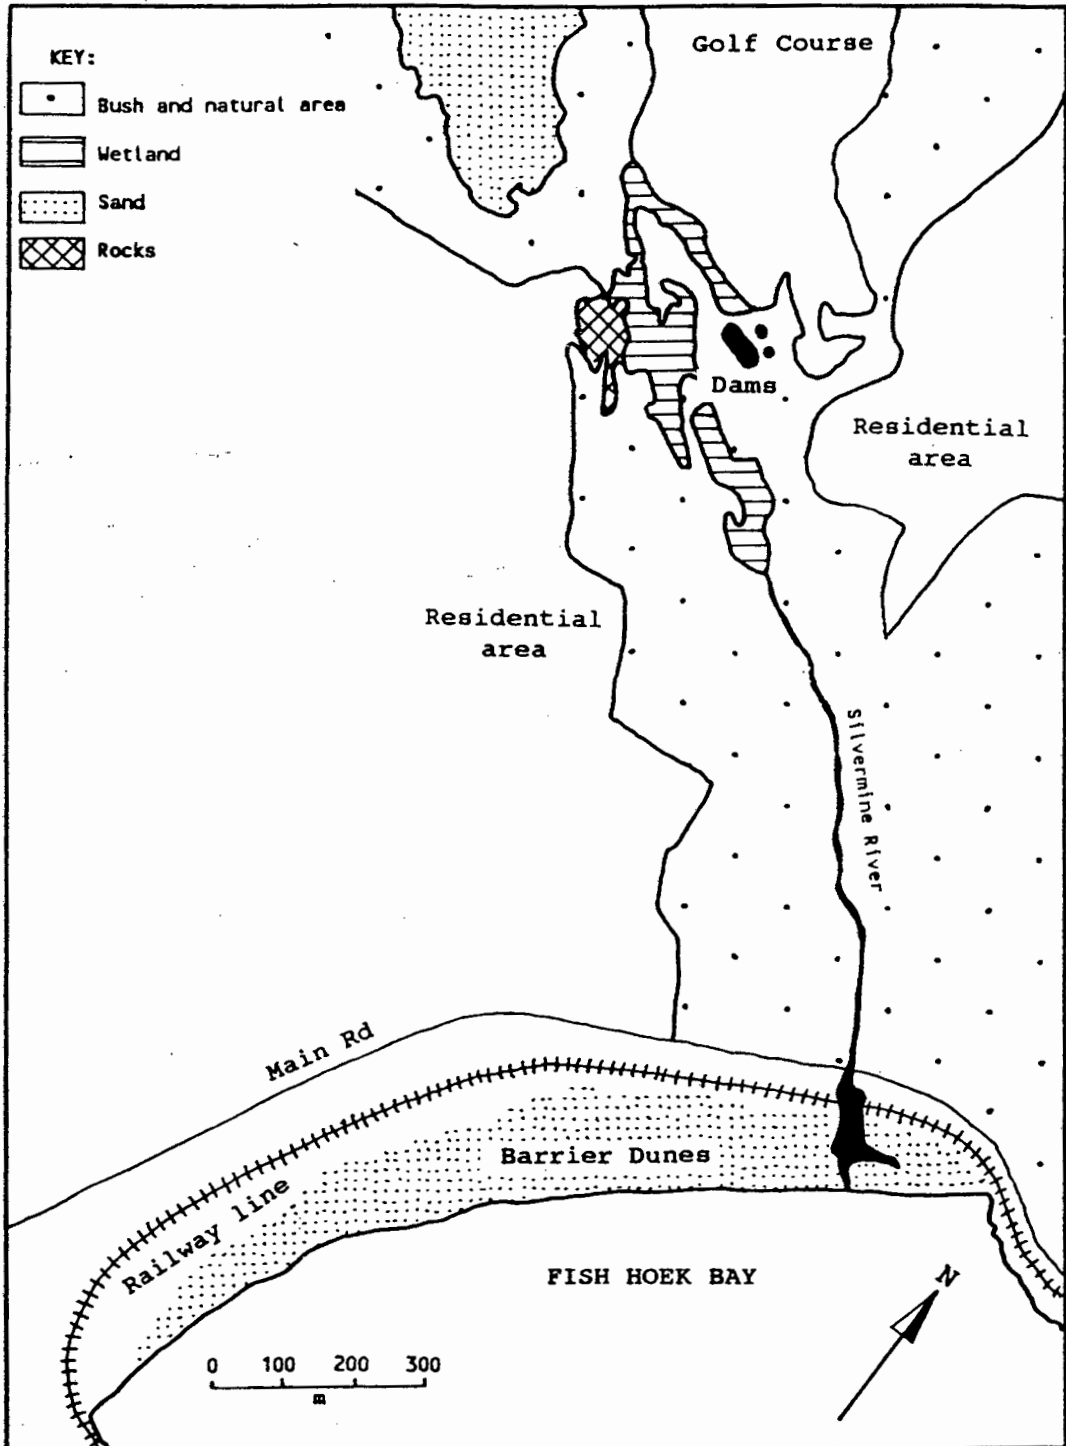 KEY:
Bush and natural area
Wetland
Sand
Rocks
Golf Course
Dams
Residential
area
Residential
area
Silvermine River
Main Rd
Railway line
Barrier Dunes
FISH HOEK BAY
N
0 100 200 300
m